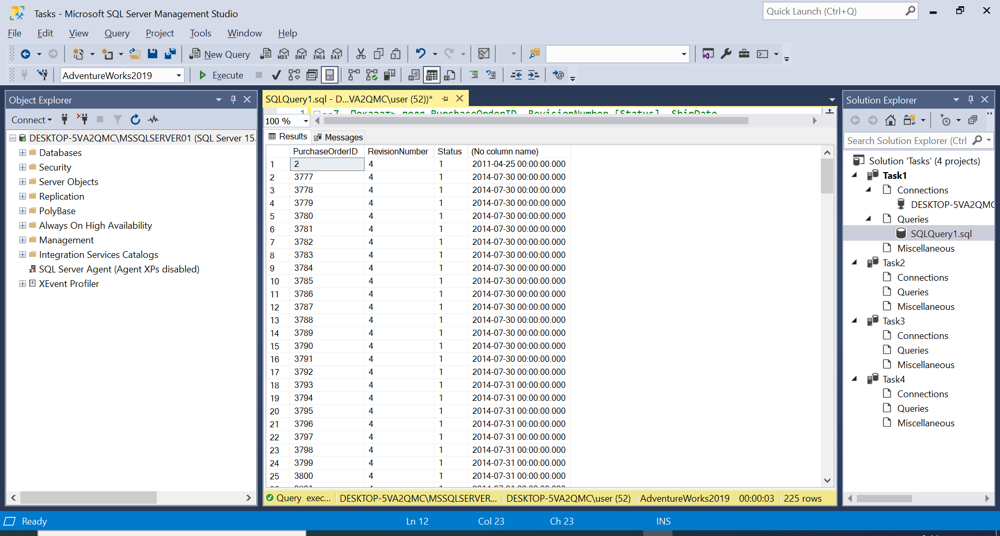 Tasks - Microsoft SQL Server Management Studio
Quick Launch (Ctrl+Q)
File Edit View Query Project Tools Window Help
New Query MDX DMX XMLA DAX
AdventureWorks2019 Execute
Object Explorer
Connect
DESKTOP-5VA2QMC\MSSQLSERVER01 (SQL Server 15.
Databases
Security
Server Objects
Replication
PolyBase
Always On High Availability
Management
Integration Services Catalogs
SQL Server Agent (Agent XPs disabled)
XEvent Profiler
SQLQuery1.sql - D...VA2QMC\user (52))*
1 --7. Показать поля PurchaseOrderID, RevisionNumber,[Status], ShipDate
100 %
Results Messages
PurchaseOrderID RevisionNumber Status (No column name)
1 2 4 1 2011-04-25 00:00:00.000
2 3777 4 1 2014-07-30 00:00:00.000
3 3778 4 1 2014-07-30 00:00:00.000
4 3779 4 1 2014-07-30 00:00:00.000
5 3780 4 1 2014-07-30 00:00:00.000
6 3781 4 1 2014-07-30 00:00:00.000
7 3782 4 1 2014-07-30 00:00:00.000
8 3783 4 1 2014-07-30 00:00:00.000
9 3784 4 1 2014-07-30 00:00:00.000
10 3785 4 1 2014-07-30 00:00:00.000
11 3786 4 1 2014-07-30 00:00:00.000
12 3787 4 1 2014-07-30 00:00:00.000
13 3788 4 1 2014-07-30 00:00:00.000
14 3789 4 1 2014-07-30 00:00:00.000
15 3790 4 1 2014-07-30 00:00:00.000
16 3791 4 1 2014-07-30 00:00:00.000
17 3792 4 1 2014-07-30 00:00:00.000
18 3793 4 1 2014-07-31 00:00:00.000
19 3794 4 1 2014-07-31 00:00:00.000
20 3795 4 1 2014-07-31 00:00:00.000
21 3796 4 1 2014-07-31 00:00:00.000
22 3797 4 1 2014-07-31 00:00:00.000
23 3798 4 1 2014-07-31 00:00:00.000
24 3799 4 1 2014-07-31 00:00:00.000
25 3800 4 1 2014-07-31 00:00:00.000
Query exec... DESKTOP-5VA2QMC\MSSQLSERVER... DESKTOP-5VA2QMC\user (52) AdventureWorks2019 00:00:03 225 rows
Solution Explorer
Search Solution Explorer (Ctrl
Solution 'Tasks' (4 projects)
Task1
Connections
DESKTOP-5VA2QMC
Queries
SQLQuery1.sql
Miscellaneous
Task2
Connections
Queries
Miscellaneous
Task3
Connections
Queries
Miscellaneous
Task4
Connections
Queries
Miscellaneous
Ready Ln 12 Col 23 Ch 23 INS